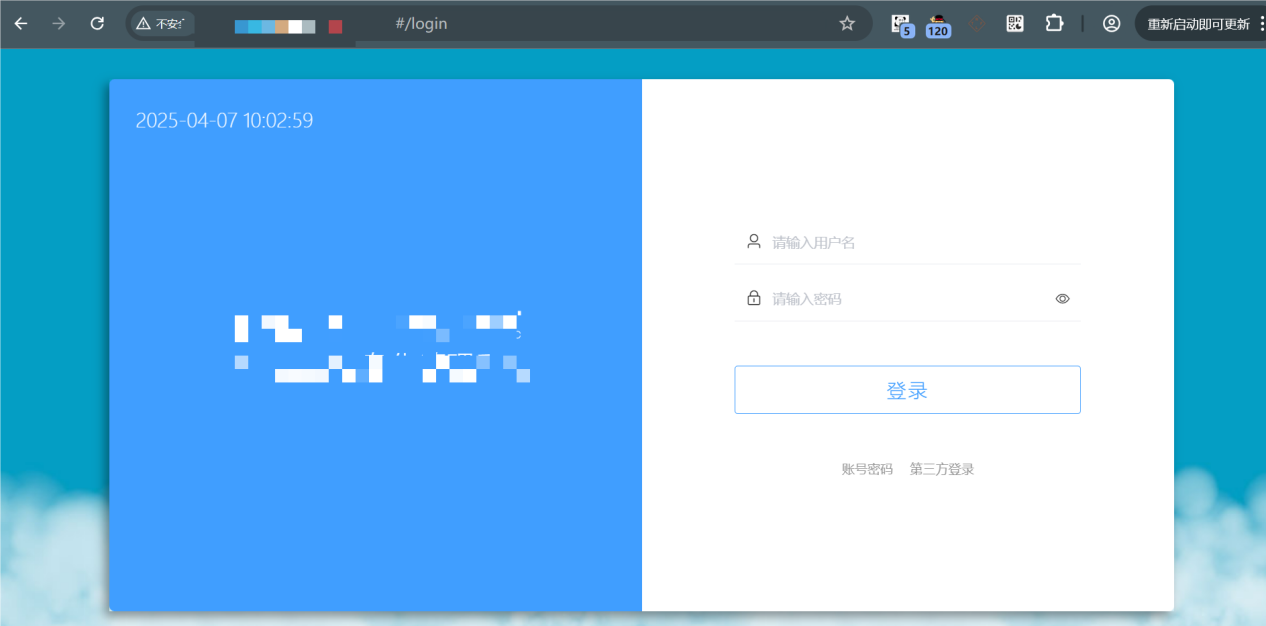 不安全
#/login
5
120
重新启动即可更新
2025-04-07 10:02:59
请输入用户名
请输入密码
登录
账号密码 第三方登录